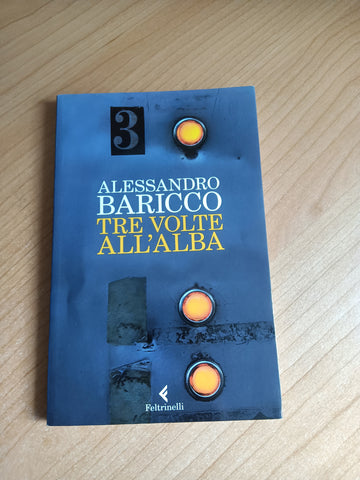 3
ALESSANDRO
BARICCO
TRE VOLTE
ALL'ALBA
Feltrinelli